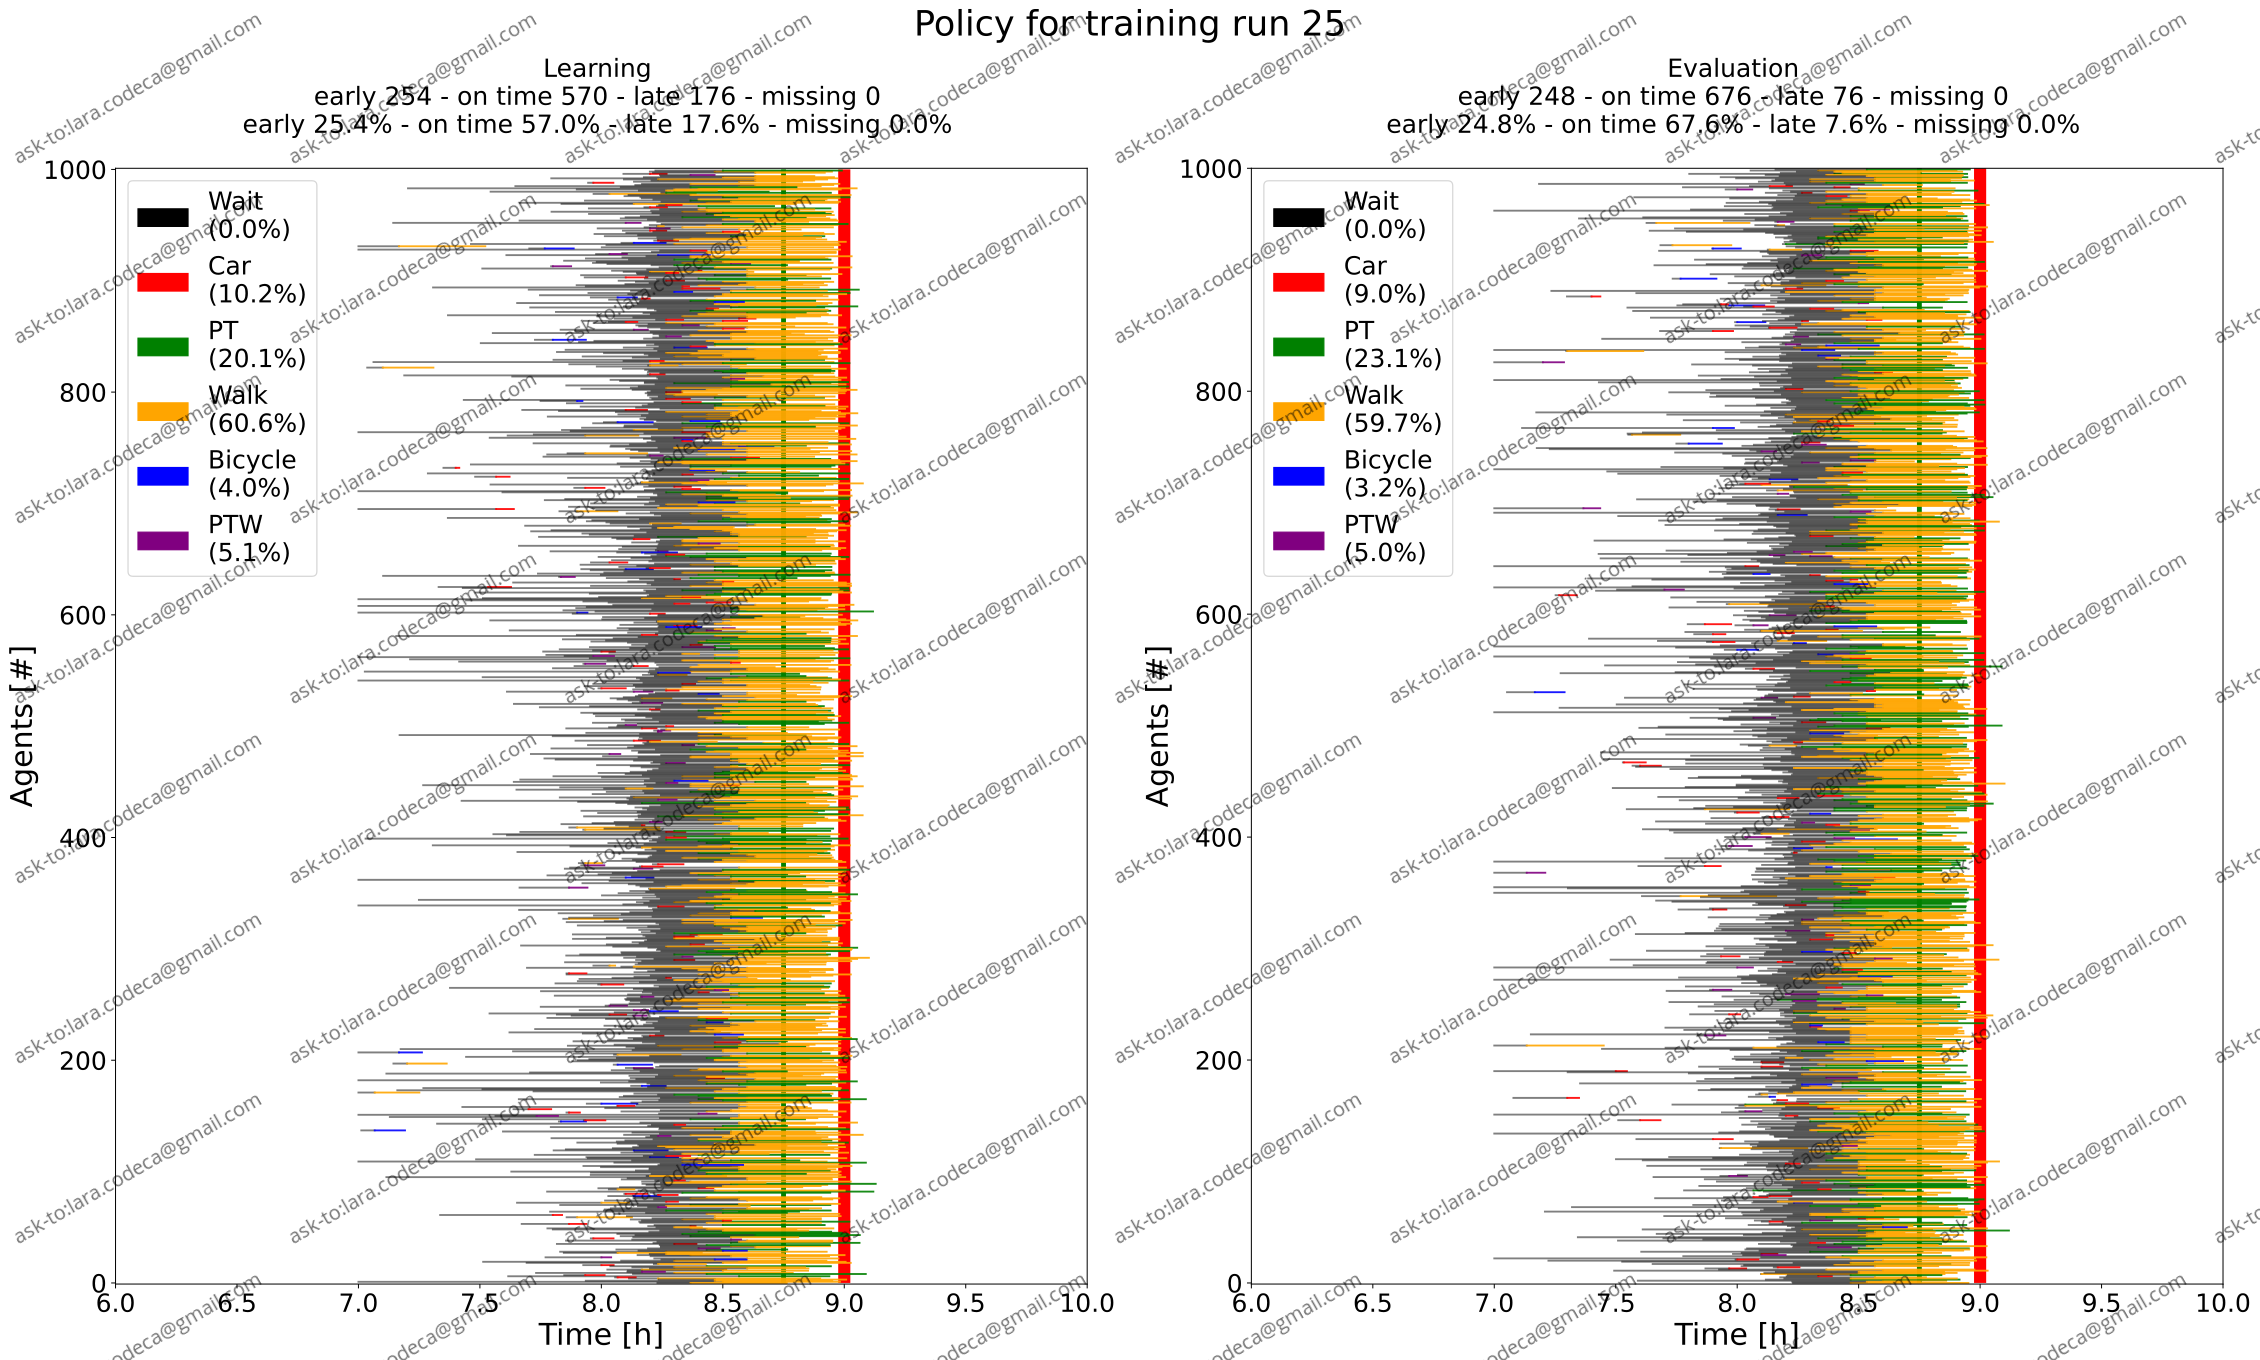 Policy for training run 25
Learning
early 254 - on time 570 - late 176 - missing 0
early 25.4% - on time 57.0% - late 17.6% - missing 0.0%
1000
800
600
400
200
0
Agents [#]
Wait
(0.0%)
Car
(10.2%)
PT
(20.1%)
Walk
(60.6%)
Bicycle
(4.0%)
PTW
(5.1%)
6.0 6.5 7.0 7.5 8.0 8.5 9.0 9.5 10.0
Time [h]
Evaluation
early 248 - on time 676 - late 76 - missing 0
early 24.8% - on time 67.6% - late 7.6% - missing 0.0%
1000
800
600
400
200
0
Agents [#]
Wait
(0.0%)
Car
(9.0%)
PT
(23.1%)
Walk
(59.7%)
Bicycle
(3.2%)
PTW
(5.0%)
6.0 6.5 7.0 7.5 8.0 8.5 9.0 9.5 10.0
Time [h]
ask-to:lara.codeca@gmail.com